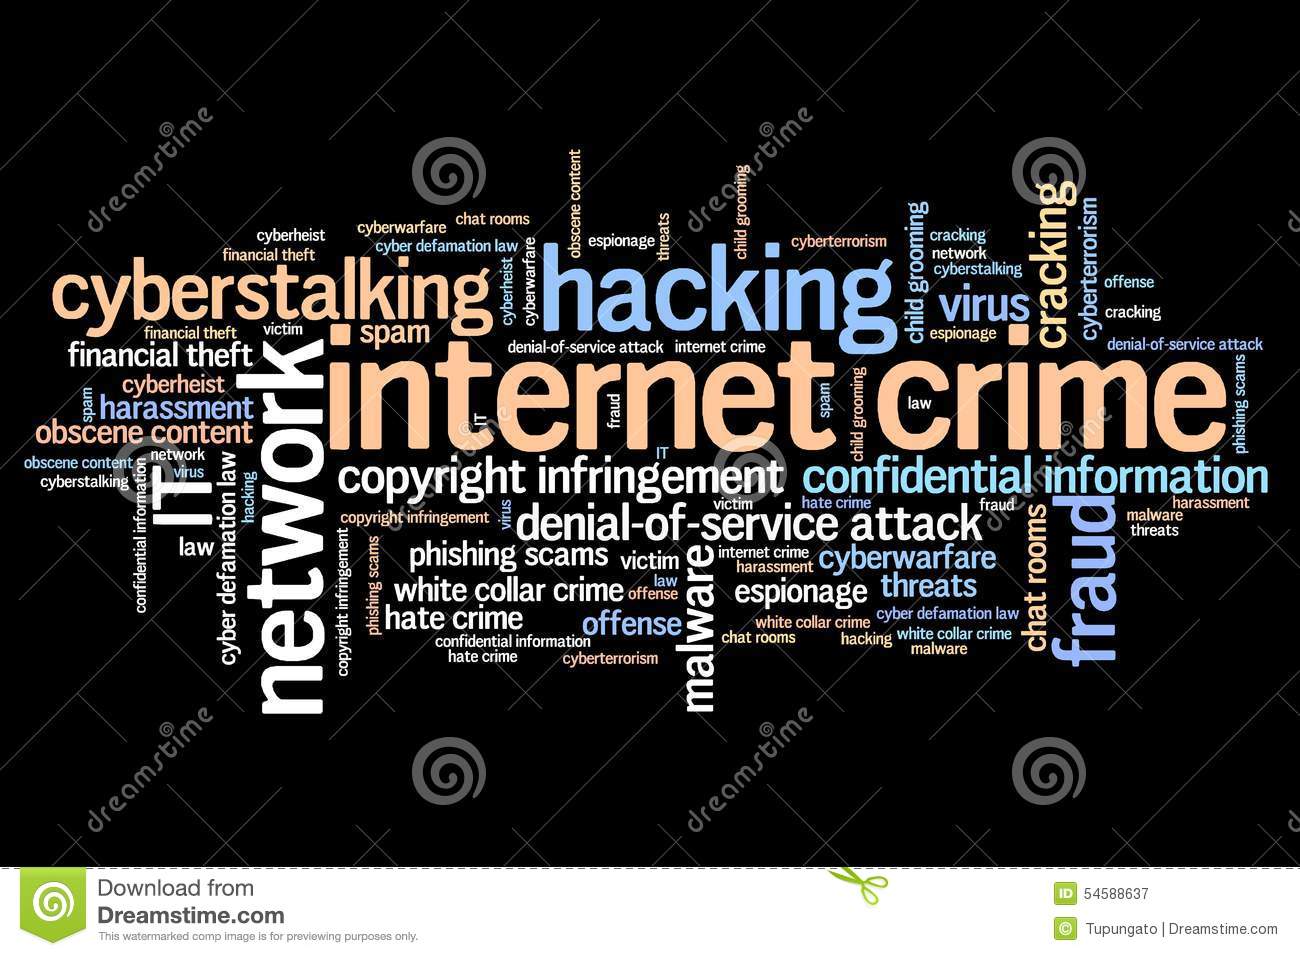 obscene content
child grooming
chat rooms
cyberwarfare
threats
cyberheist
cyber defamation law
espionage
cyberterrorism
financial theft
cyberheist
cyberwarfare
child grooming
cracking
network
cyberstalking
cracking
cyberterrorism
offense
cyberstalking
hacking
virus
cracking
financial theft
victim
spam
espionage
denial-of-service attack
internet crime
denial-of-service attack
financial theft
cyberheist
spam
harassment
obscene content
network
internet crime
IT
fraud
spam
child grooming
law
phishing scams
obscene content
network
virus
cyberstalking
confidential information
IT
law
cyber defamation law
hacking
IT
copyright infringement
confidential information
victim
hate crime
fraud
harassment
copyright infringement
virus
denial-of-service attack
malware
threats
copyright infringement
phishing scams
phishing scams
victim
malware
internet crime
harassment
cyberwarfare
chat rooms
fraud
white collar crime
law
offense
espionage
threats
hate crime
offense
white collar crime
cyber defamation law
confidential information
chat rooms
hacking
white collar crime
hate crime
cyberterrorism
malware
dreamstime
dreamstime
dreamstime
dreamstime
dreamstime
dreamstime
Download from
Dreamstime.com
This watermarked comp image is for previewing purposes only.
ID 54588637
© Tupungato | Dreamstime.com